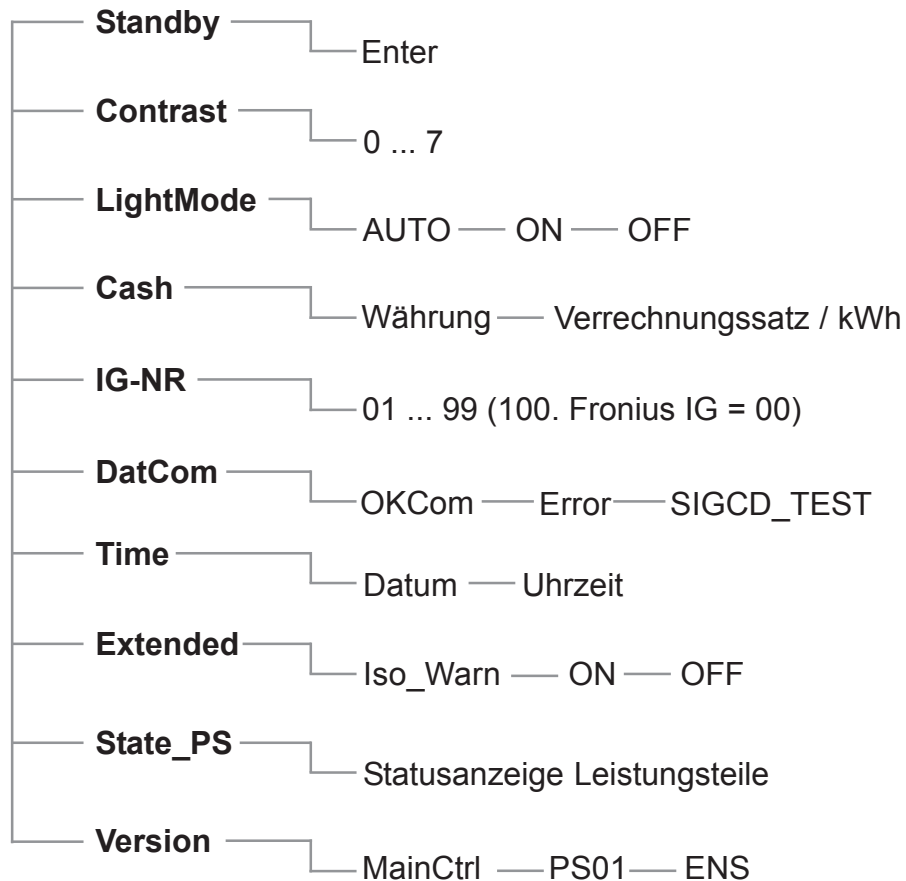 Standby
Enter
Contrast
0 ... 7
LightMode
AUTO ON OFF
Cash
Währung Verrechnungssatz / kWh
IG-NR
01 ... 99 (100. Fronius IG = 00)
DatCom
OKCom Error SIGCD_TEST
Time
Datum Uhrzeit
Extended
Iso_Warn ON OFF
State_PS
Statusanzeige Leistungsteile
Version
MainCtrl PS01 ENS